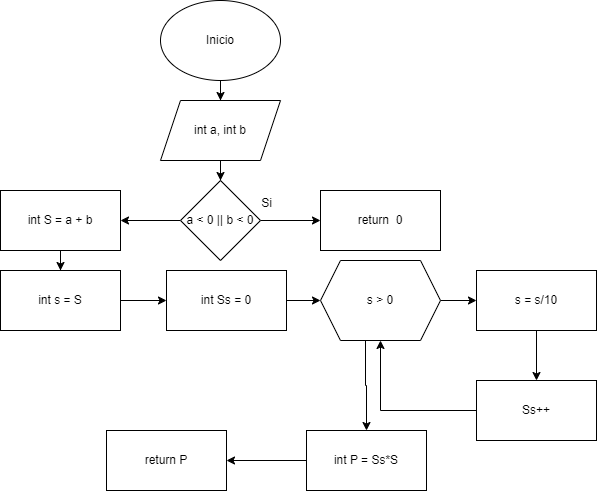 Inicio
int a, int b
Si
a < 0 || b < 0
int S = a + b
return  0
int s = S
int Ss = 0
s > 0
s = s/10
Ss++
int P = Ss*S
return P